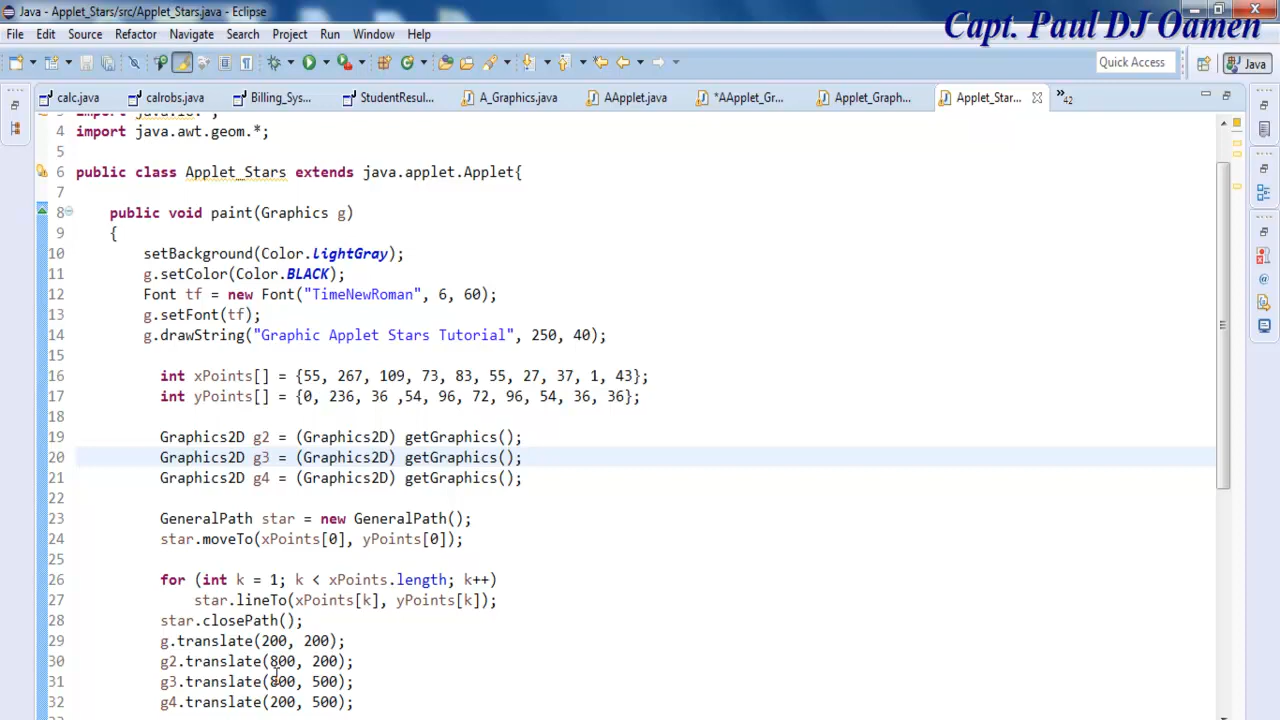 Java - Applet_Stars/src/Applet_Stars.java - Eclipse
Capt. Paul DJ Oamen
File Edit Source Refactor Navigate Search Project Run Window Help
Quick Access
Java
calc.java calrobs.java Billing_Sys... StudentResul... A_Graphics.java AApplet.java *AApplet_Gr... Applet_Graph... Applet_Star... »42
3 import java.io.*;
4 import java.awt.geom.*;
5
6 public class Applet_Stars extends java.applet.Applet{
7
8 public void paint(Graphics g)
9 {
10 setBackground(Color.lightGray);
11 g.setColor(Color.BLACK);
12 Font tf = new Font("TimeNewRoman", 6, 60);
13 g.setFont(tf);
14 g.drawString("Graphic Applet Stars Tutorial", 250, 40);
15
16 int xPoints[] = {55, 267, 109, 73, 83, 55, 27, 37, 1, 43};
17 int yPoints[] = {0, 236, 36 ,54, 96, 72, 96, 54, 36, 36};
18
19 Graphics2D g2 = (Graphics2D) getGraphics();
20 Graphics2D g3 = (Graphics2D) getGraphics();
21 Graphics2D g4 = (Graphics2D) getGraphics();
22
23 GeneralPath star = new GeneralPath();
24 star.moveTo(xPoints[0], yPoints[0]);
25
26 for (int k = 1; k < xPoints.length; k++)
27 star.lineTo(xPoints[k], yPoints[k]);
28 star.closePath();
29 g.translate(200, 200);
30 g2.translate(800, 200);
31 g3.translate(800, 500);
32 g4.translate(200, 500);